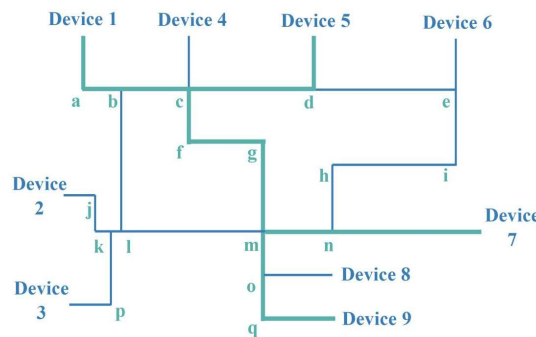 Device 1
Device 4
Device 5
Device 6
a
b
c
d
e
f
g
h
i
Device
2
j
Device
7
k
l
m
n
Device 8
o
Device
3
p
q
Device 9